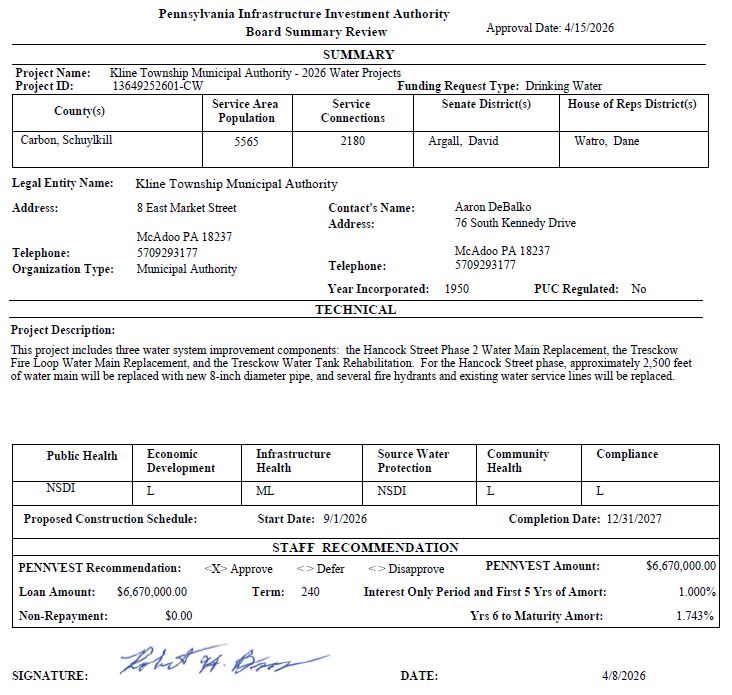 Pennsylvania Infrastructure Investment Authority
Board Summary Review
Approval Date: 4/15/2026
SUMMARY
Project Name: Kline Township Municipal Authority - 2026 Water Projects
Project ID: 13649252601-CW Funding Request Type: Drinking Water
County(s) Service Area Population Service Connections Senate District(s) House of Reps District(s)
Carbon, Schuylkill 5565 2180 Argall, David Watro, Dane
Legal Entity Name: Kline Township Municipal Authority
Address: 8 East Market Street Contact's Name: Aaron DeBalko
Address: 76 South Kennedy Drive
McAdoo PA 18237 McAdoo PA 18237
Telephone: 5709293177 Telephone: 5709293177
Organization Type: Municipal Authority
Year Incorporated: 1950 PUC Regulated: No
TECHNICAL
Project Description:
This project includes three water system improvement components: the Hancock Street Phase 2 Water Main Replacement, the Tresckow
Fire Loop Water Main Replacement, and the Tresckow Water Tank Rehabilitation. For the Hancock Street phase, approximately 2,500 feet
of water main will be replaced with new 8-inch diameter pipe, and several fire hydrants and existing water service lines will be replaced.
Public Health Economic Development Infrastructure Health Source Water Protection Community Health Compliance
NSDI L ML NSDI L L
Proposed Construction Schedule: Start Date: 9/1/2026 Completion Date: 12/31/2027
STAFF RECOMMENDATION
PENNVEST Recommendation: <X> Approve < > Defer < > Disapprove PENNVEST Amount: $6,670,000.00
Loan Amount: $6,670,000.00 Term: 240 Interest Only Period and First 5 Yrs of Amort: 1.000%
Non-Repayment: $0.00 Yrs 6 to Maturity Amort: 1.743%
SIGNATURE: DATE: 4/8/2026